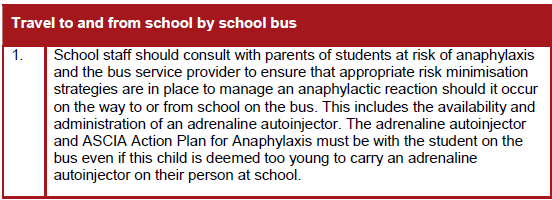 Travel to and from school by school bus
1. School staff should consult with parents of students at risk of anaphylaxis
and the bus service provider to ensure that appropriate risk minimisation
strategies are in place to manage an anaphylactic reaction should it occur
on the way to or from school on the bus. This includes the availability and
administration of an adrenaline autoinjector. The adrenaline autoinjector
and ASCIA Action Plan for Anaphylaxis must be with the student on the
bus even if this child is deemed too young to carry an adrenaline
autoinjector on their person at school.